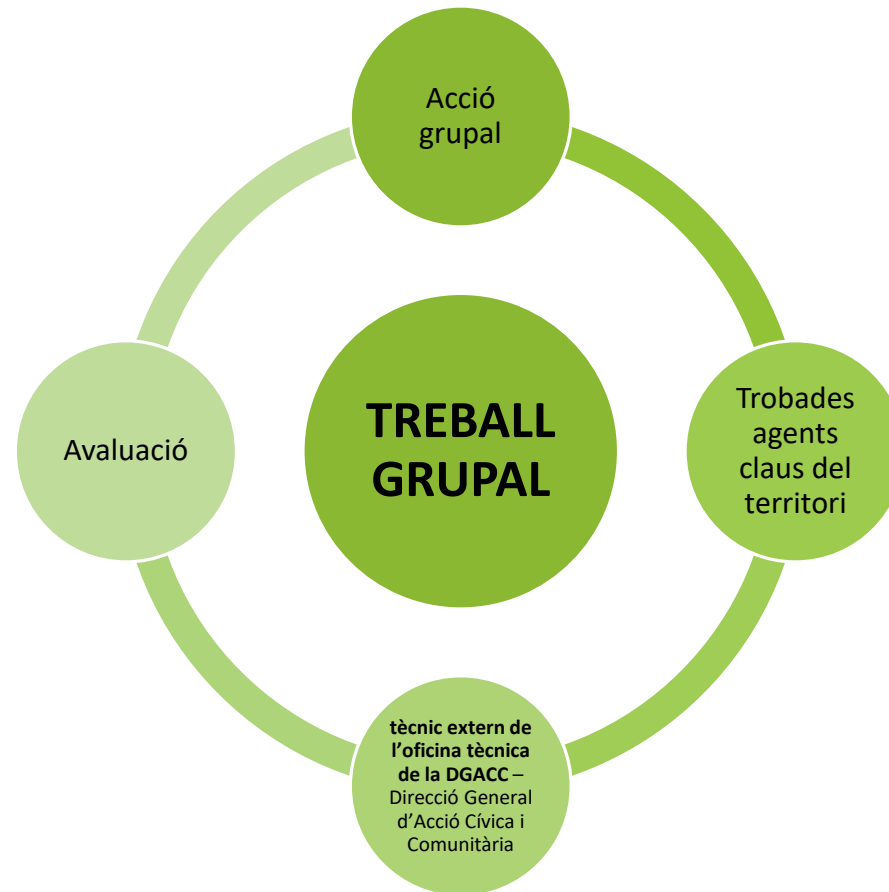 Acció
grupal
TREBALL
GRUPAL
Trobades
agents
claus del
territori
tècnic extern de
l’oficina tècnica
de la DGACC –
Direcció General
d’Acció Cívica i
Comunitària
Avaluació